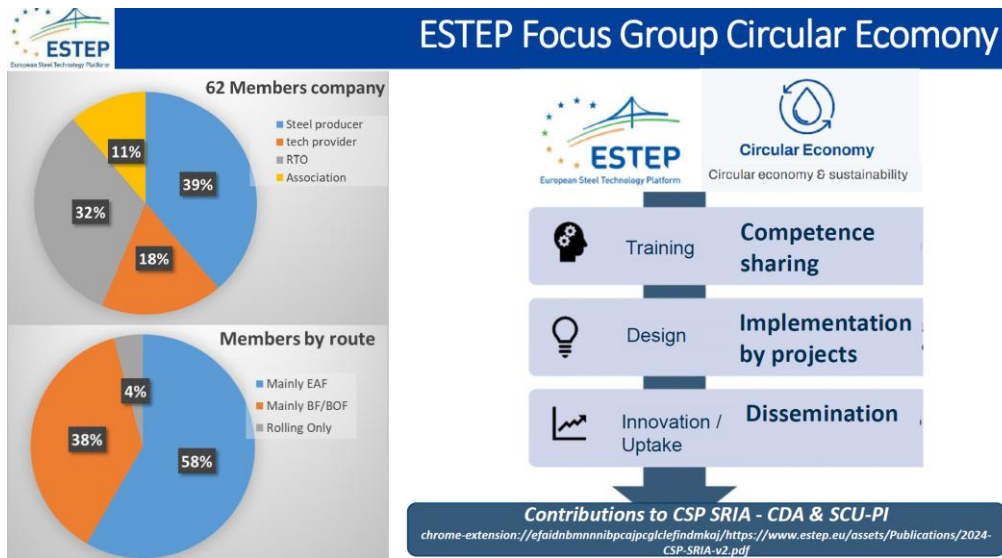 ESTEP
European Steel Technology Platform
ESTEP Focus Group Circular Ecomony
62 Members company
Steel producer
tech provider
RTO
Association
11%
39%
32%
18%
Members by route
Mainly EAF
Mainly BF/BOF
Rolling Only
4%
38%
58%
ESTEP
European Steel Technology Platform
Circular Economy
Circular economy & sustainability
Training
Competence
sharing
Design
Implementation
by projects
Innovation /
Uptake
Dissemination
Contributions to CSP SRIA - CDA & SCU-PI
chrome-extension://efaidnbmnnnibpcajpcglclefindmkaj/https://www.estep.eu/assets/Publications/2024-
CSP-SRIA-v2.pdf